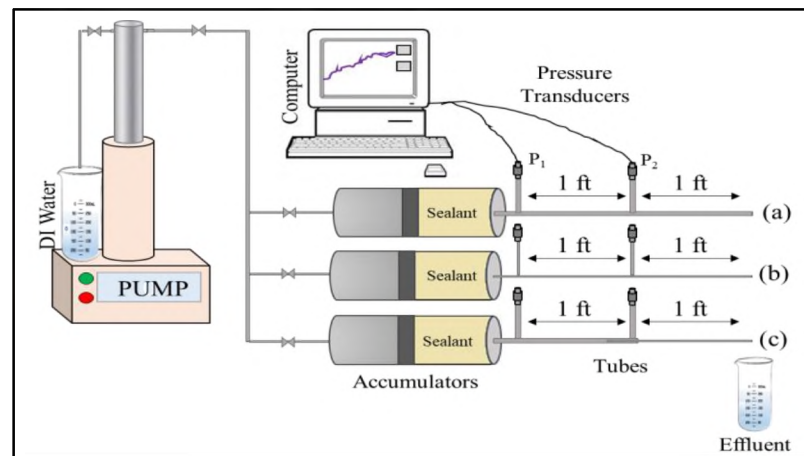 Computer
Pressure
Transducers
P1
P2
DI Water
PUMP
Sealant
1 ft
1 ft
(a)
Sealant
1 ft
1 ft
(b)
Sealant
1 ft
1 ft
(c)
Accumulators
Tubes
Effluent